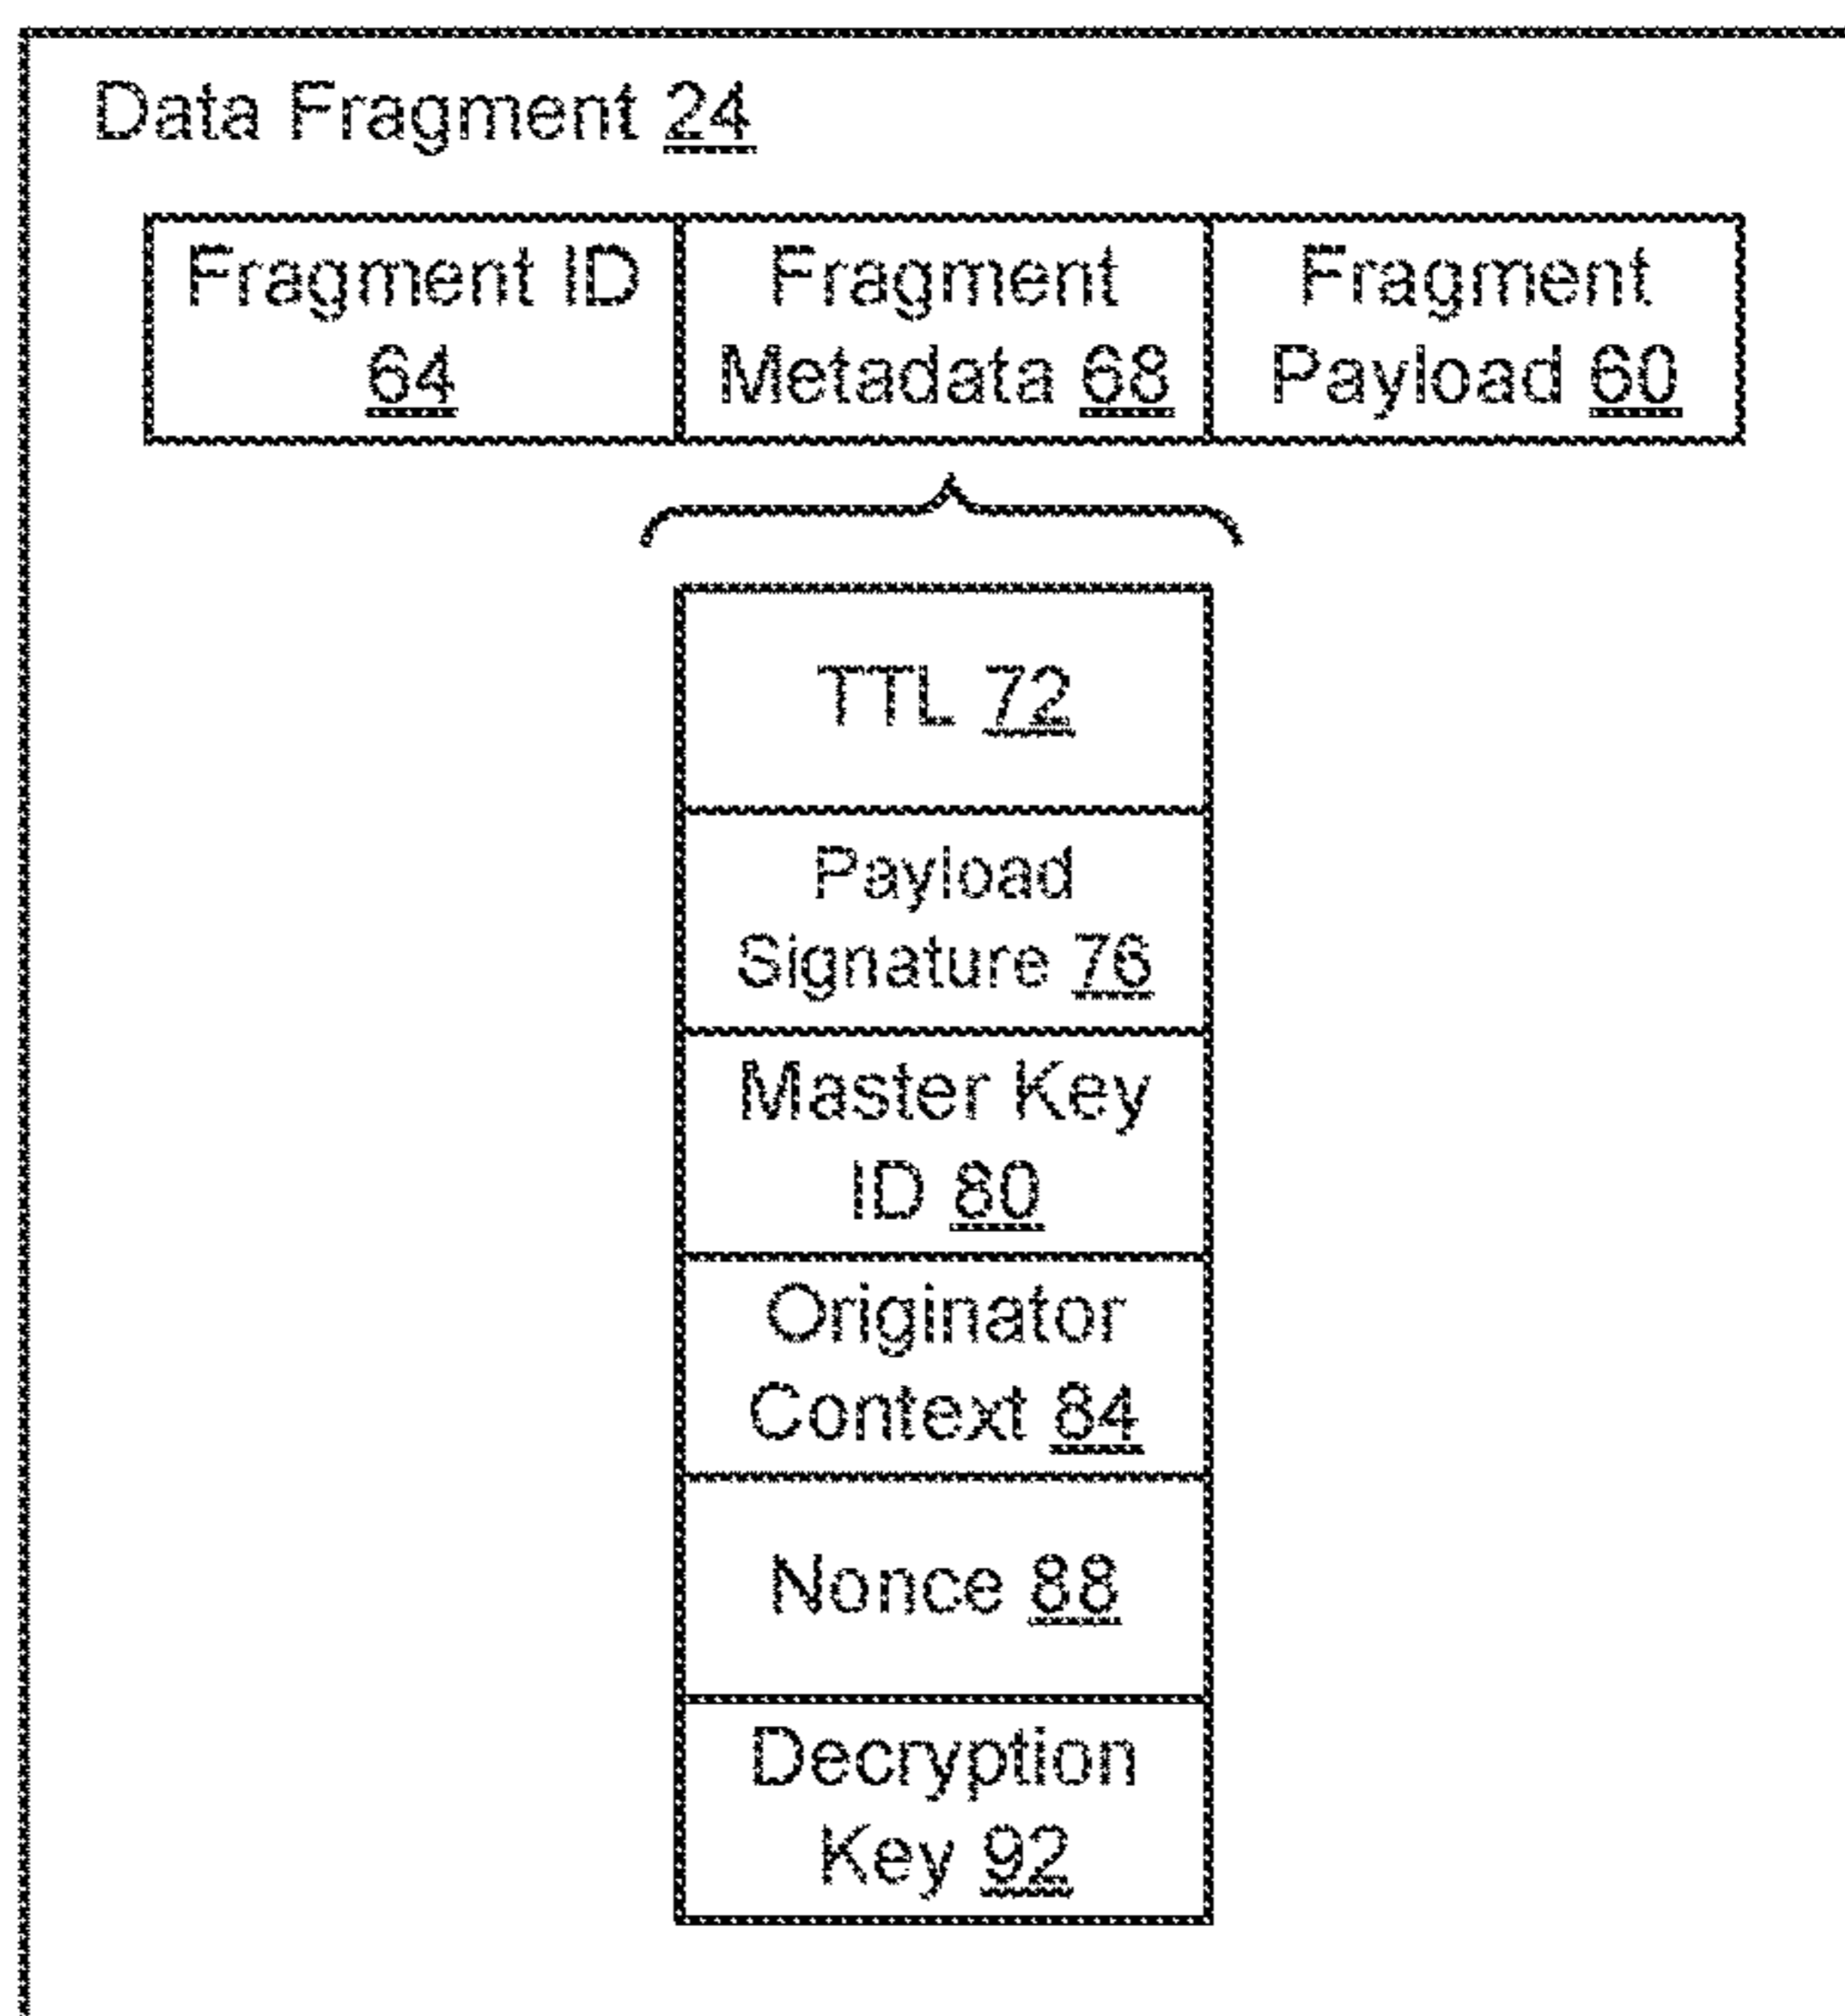 Data Fragment 24
Fragment ID
64
Fragment
Metadata 68
Fragment
Payload 60
TTL 72
Payload
Signature 76
Master Key
ID 80
Originator
Context 84
Nonce 88
Decryption
Key 92